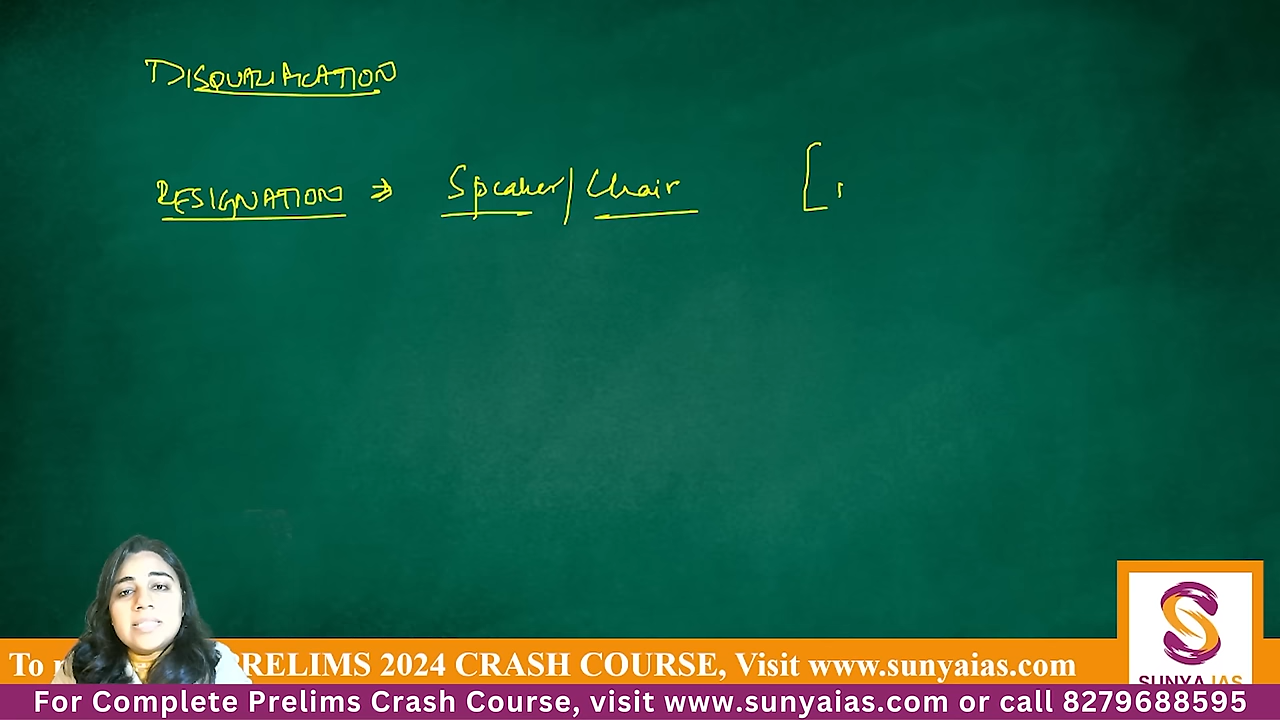 DISQUALIFICATION
RESIGNATION ⇒ Speaker / Chair [
To RELIMS 2024 CRASH COURSE, Visit www.sunyaias.com
SUNYA IAS
For Complete Prelims Crash Course, visit www.sunyaias.com or call 8279688595